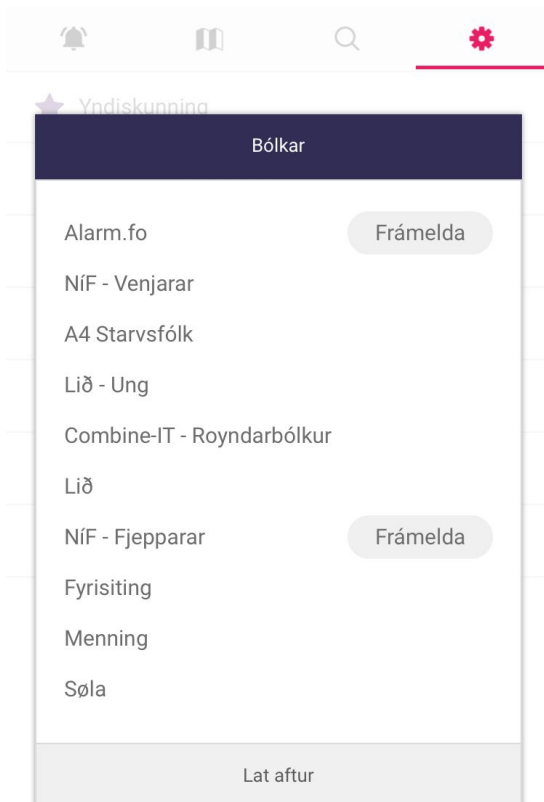 Yndiskunning
Bólkar
Alarm.fo Frámelda
NíF - Venjarar
A4 Starvsfólk
Lið - Ung
Combine-IT - Royndarbólkur
Lið
NíF - Fjepparar Frámelda
Fyrisiting
Menning
Søla
Lat aftur